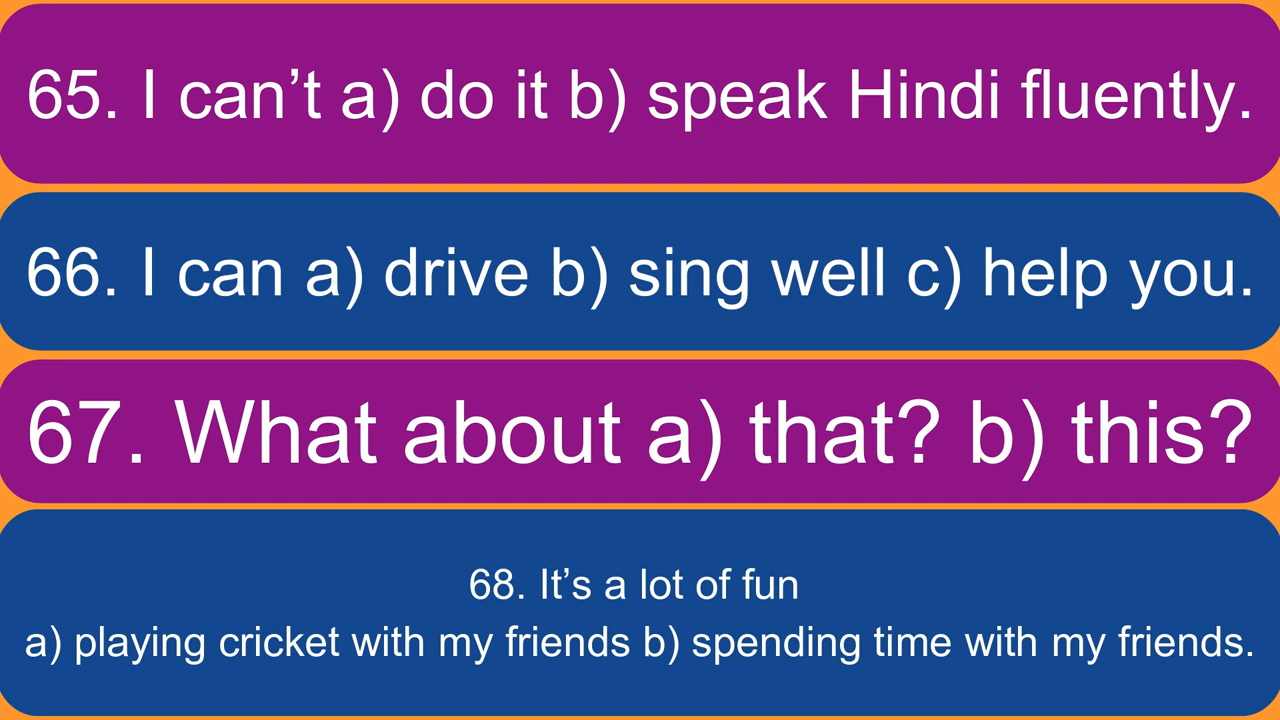 65. I can’t a) do it b) speak Hindi fluently.
66. I can a) drive b) sing well c) help you.
67. What about a) that? b) this?
68. It’s a lot of fun
a) playing cricket with my friends b) spending time with my friends.